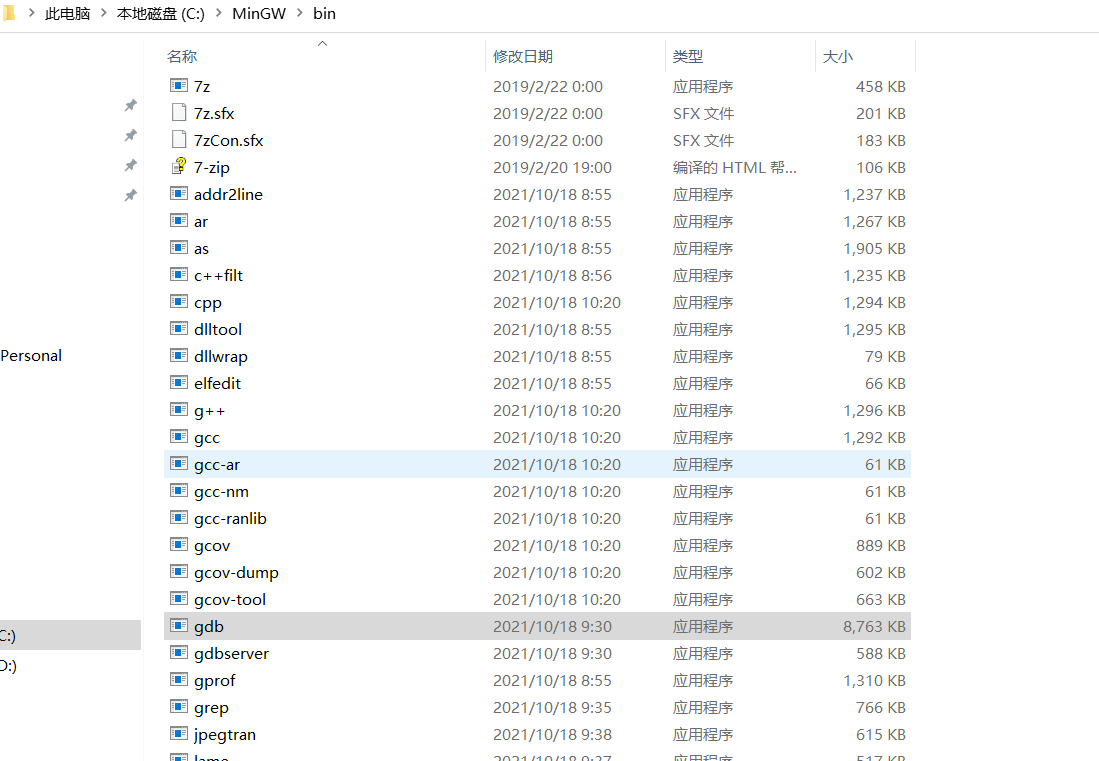 此电脑 本地磁盘 (C:) MinGW bin
名称 修改日期 类型 大小
7z 2019/2/22 0:00 应用程序 458 KB
7z.sfx 2019/2/22 0:00 SFX 文件 201 KB
7zCon.sfx 2019/2/22 0:00 SFX 文件 183 KB
7-zip 2019/2/20 19:00 编译的 HTML 帮... 106 KB
addr2line 2021/10/18 8:55 应用程序 1,237 KB
ar 2021/10/18 8:55 应用程序 1,267 KB
as 2021/10/18 8:55 应用程序 1,905 KB
c++filt 2021/10/18 8:56 应用程序 1,235 KB
cpp 2021/10/18 10:20 应用程序 1,294 KB
dlltool 2021/10/18 8:55 应用程序 1,295 KB
Personal
dllwrap 2021/10/18 8:55 应用程序 79 KB
elfedit 2021/10/18 8:55 应用程序 66 KB
g++ 2021/10/18 10:20 应用程序 1,296 KB
gcc 2021/10/18 10:20 应用程序 1,292 KB
gcc-ar 2021/10/18 10:20 应用程序 61 KB
gcc-nm 2021/10/18 10:20 应用程序 61 KB
gcc-ranlib 2021/10/18 10:20 应用程序 61 KB
gcov 2021/10/18 10:20 应用程序 889 KB
gcov-dump 2021/10/18 10:20 应用程序 602 KB
gcov-tool 2021/10/18 10:20 应用程序 663 KB
gdb 2021/10/18 9:30 应用程序 8,763 KB
C:)
gdbserver 2021/10/18 9:30 应用程序 588 KB
D:)
gprof 2021/10/18 8:55 应用程序 1,310 KB
grep 2021/10/18 9:35 应用程序 766 KB
jpegtran 2021/10/18 9:38 应用程序 615 KB
lame 2021/10/18 9:37 应用程序 517 KB